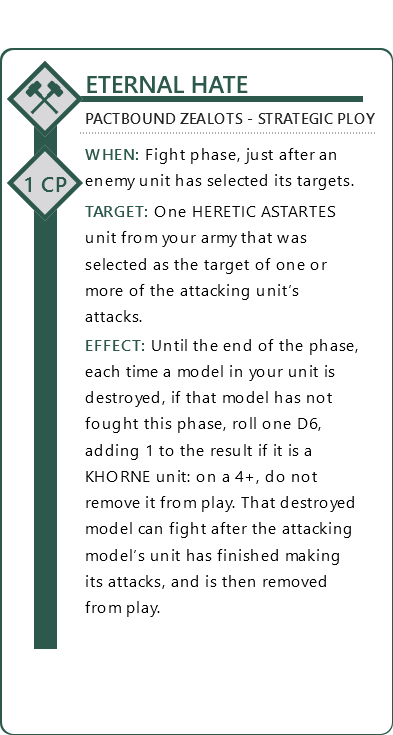 ETERNAL HATE
PACTBOUND ZEALOTS - STRATEGIC PLOY
1 CP
WHEN: Fight phase, just after an
enemy unit has selected its targets.
TARGET: One HERETIC ASTARTES
unit from your army that was
selected as the target of one or
more of the attacking unit’s
attacks.
EFFECT: Until the end of the phase,
each time a model in your unit is
destroyed, if that model has not
fought this phase, roll one D6,
adding 1 to the result if it is a
KHORNE unit: on a 4+, do not
remove it from play. That destroyed
model can fight after the attacking
model’s unit has finished making
its attacks, and is then removed
from play.